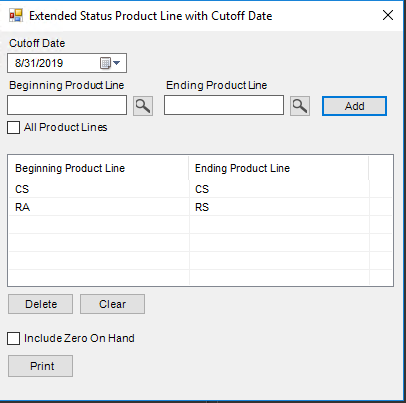 Extended Status Product Line with Cutoff Date
Cutoff Date
8/31/2019
Beginning Product Line Ending Product Line
Add
All Product Lines
Beginning Product Line Ending Product Line
CS CS
RA RS
Delete Clear
Include Zero On Hand
Print